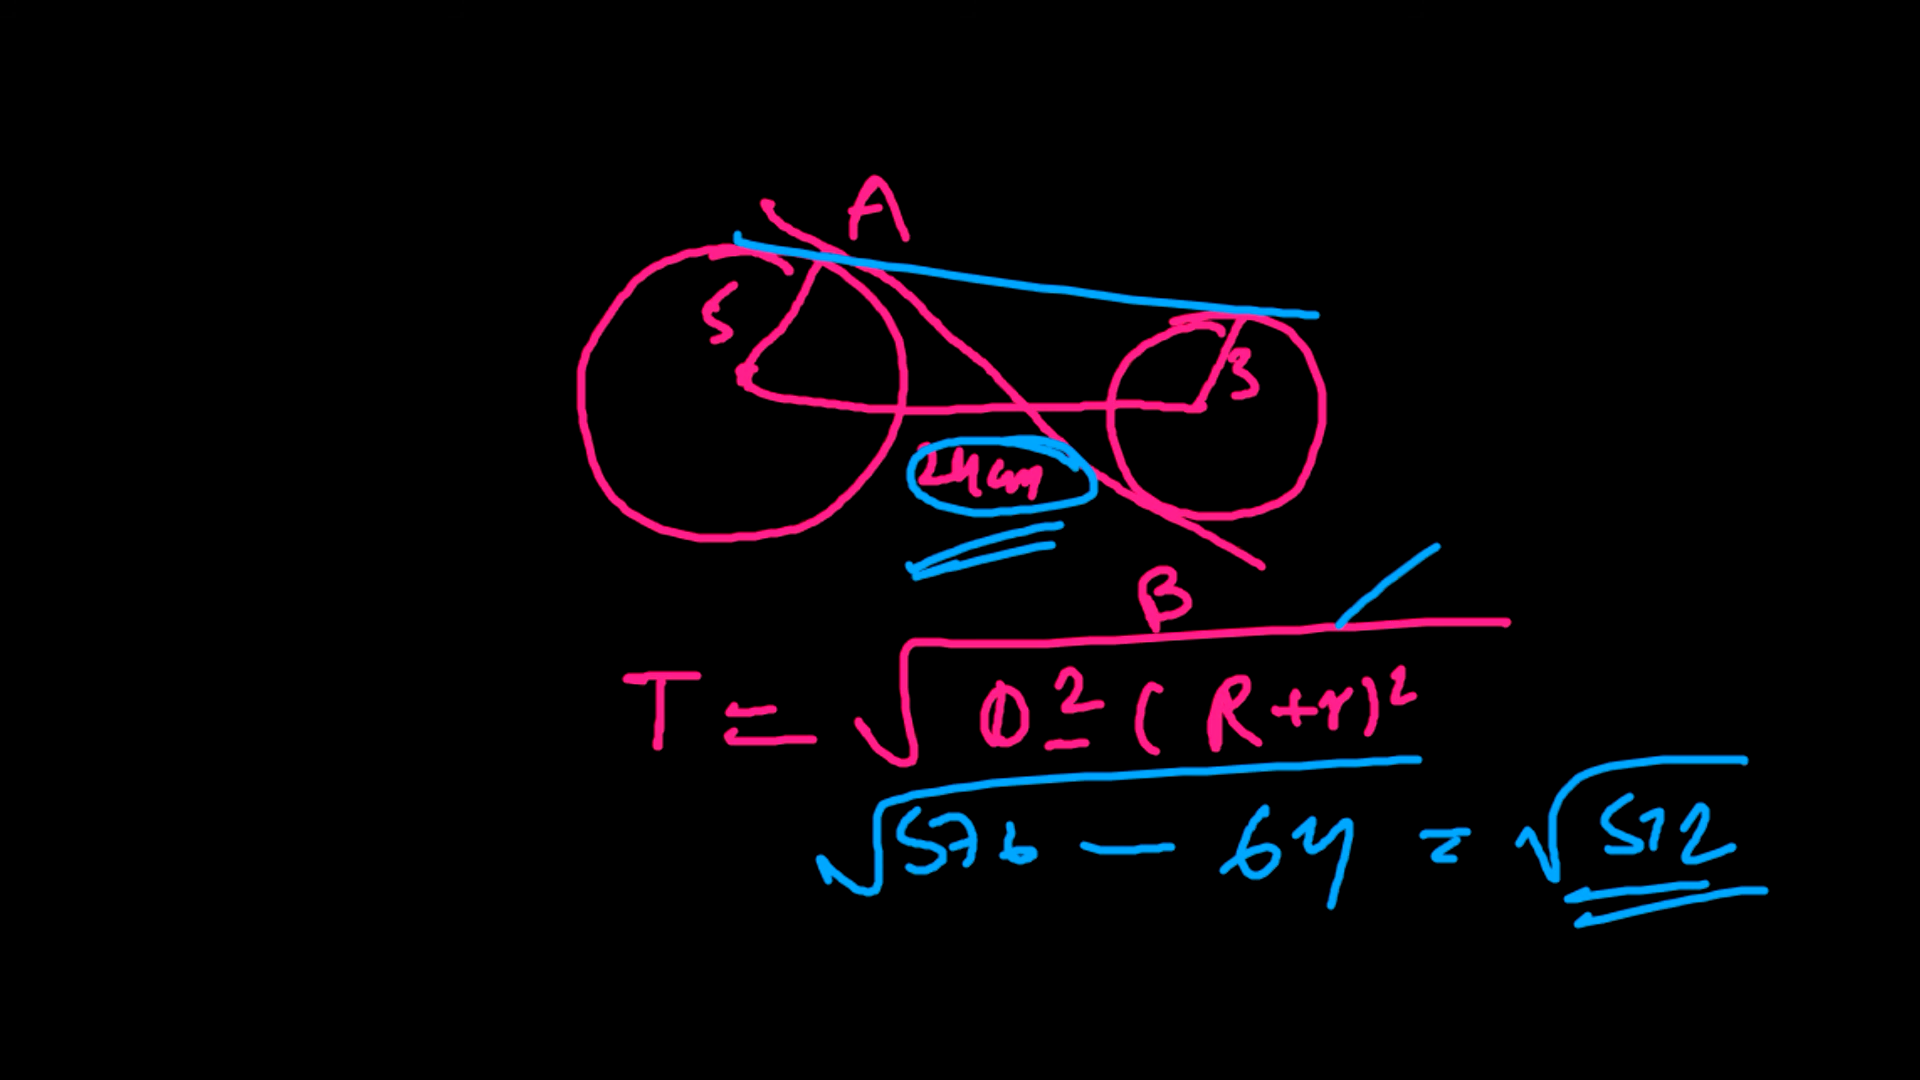 A
5
3
24cm
B
T = √D² - (R+r)²
√576 - 64 = √512